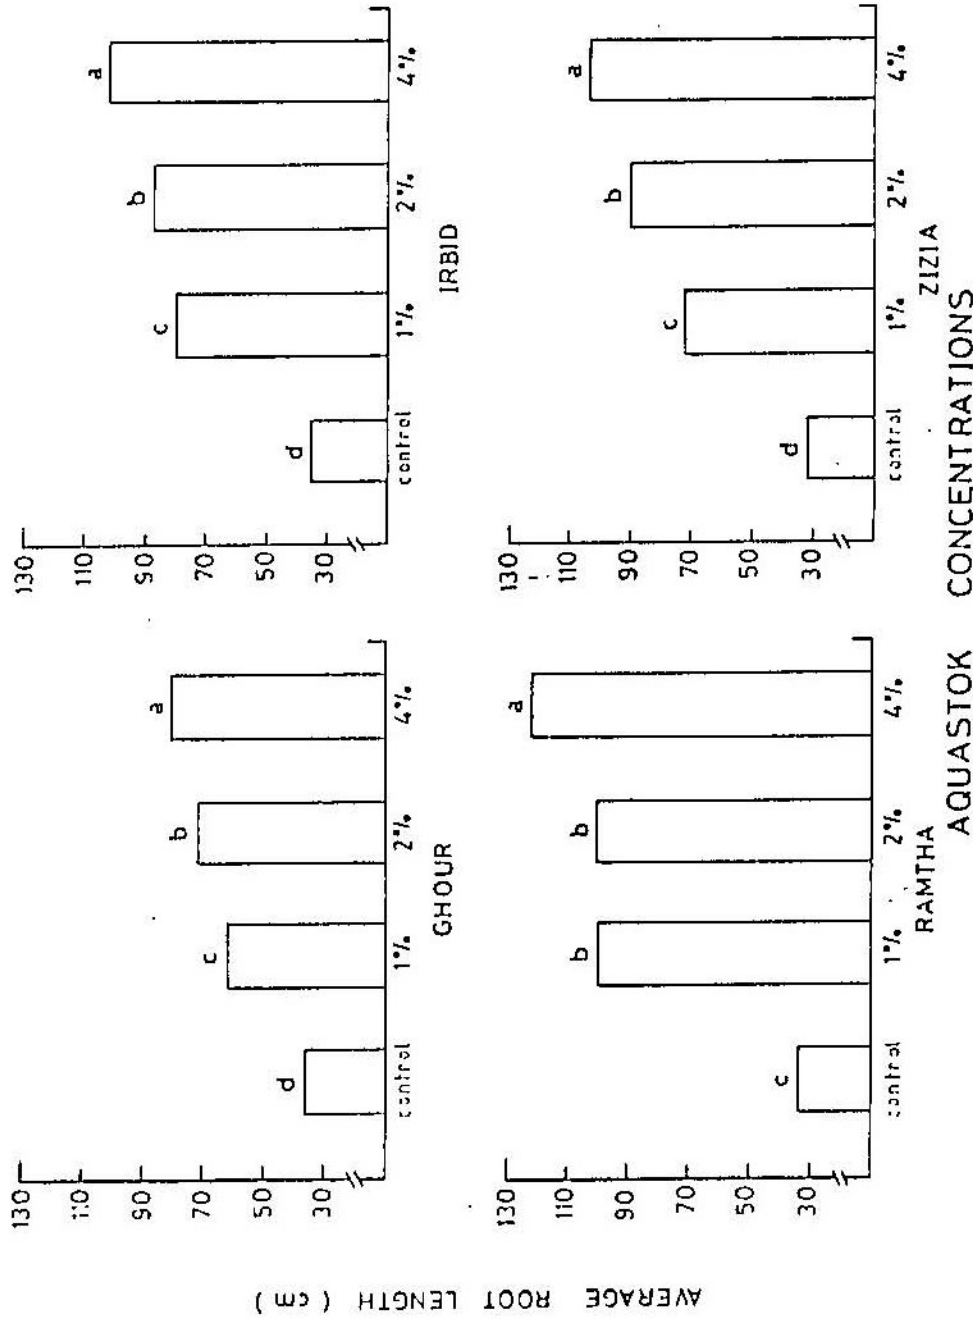 AVERAGE ROOT LENGTH (cm)
130
110
90
70
50
30
d
c
b
a
control
1%
2%
4%
GHOUR
130
110
90
70
50
30
d
c
b
a
control
1%
2%
4%
IRBID
130
110
90
70
50
30
c
b
b
a
control
1%
2%
4%
RAMTHA
130
110
90
70
50
30
d
c
b
a
control
1%
2%
4%
ZIZIA
AQUASTOK CONCENTRATIONS